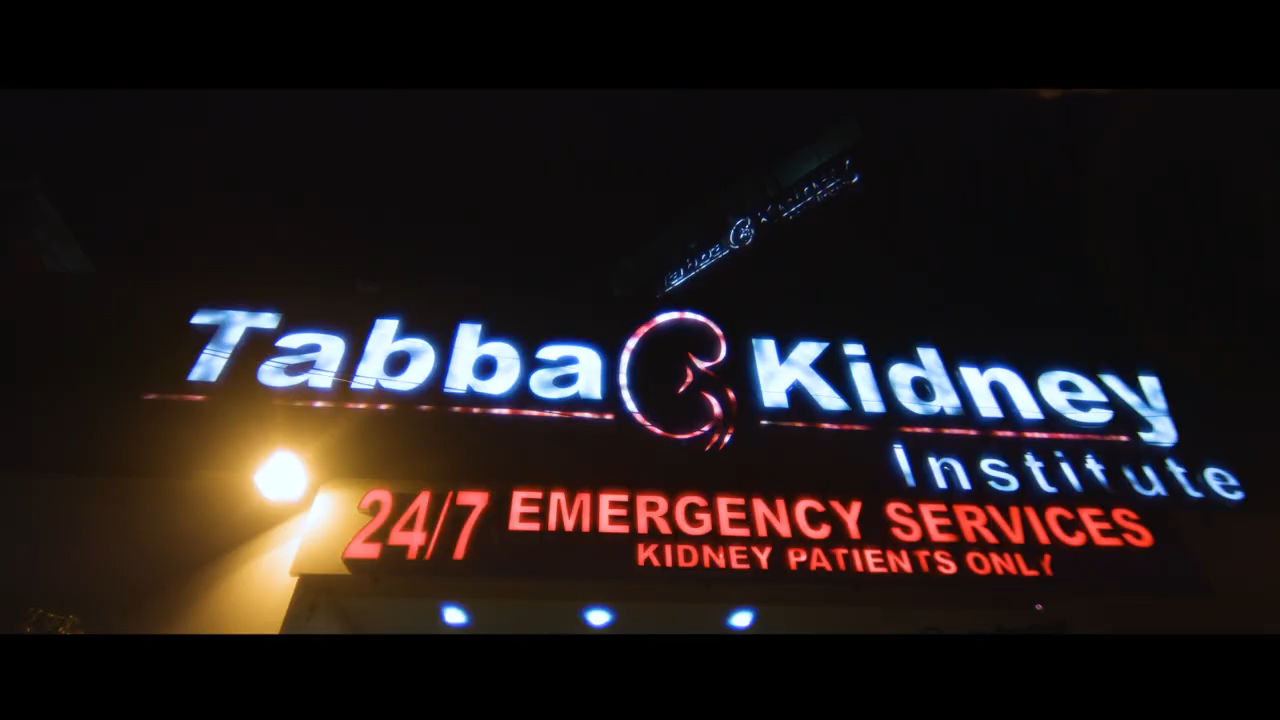 Tabba Kidney
Institute
24/7 EMERGENCY SERVICES
KIDNEY PATIENTS ONLY